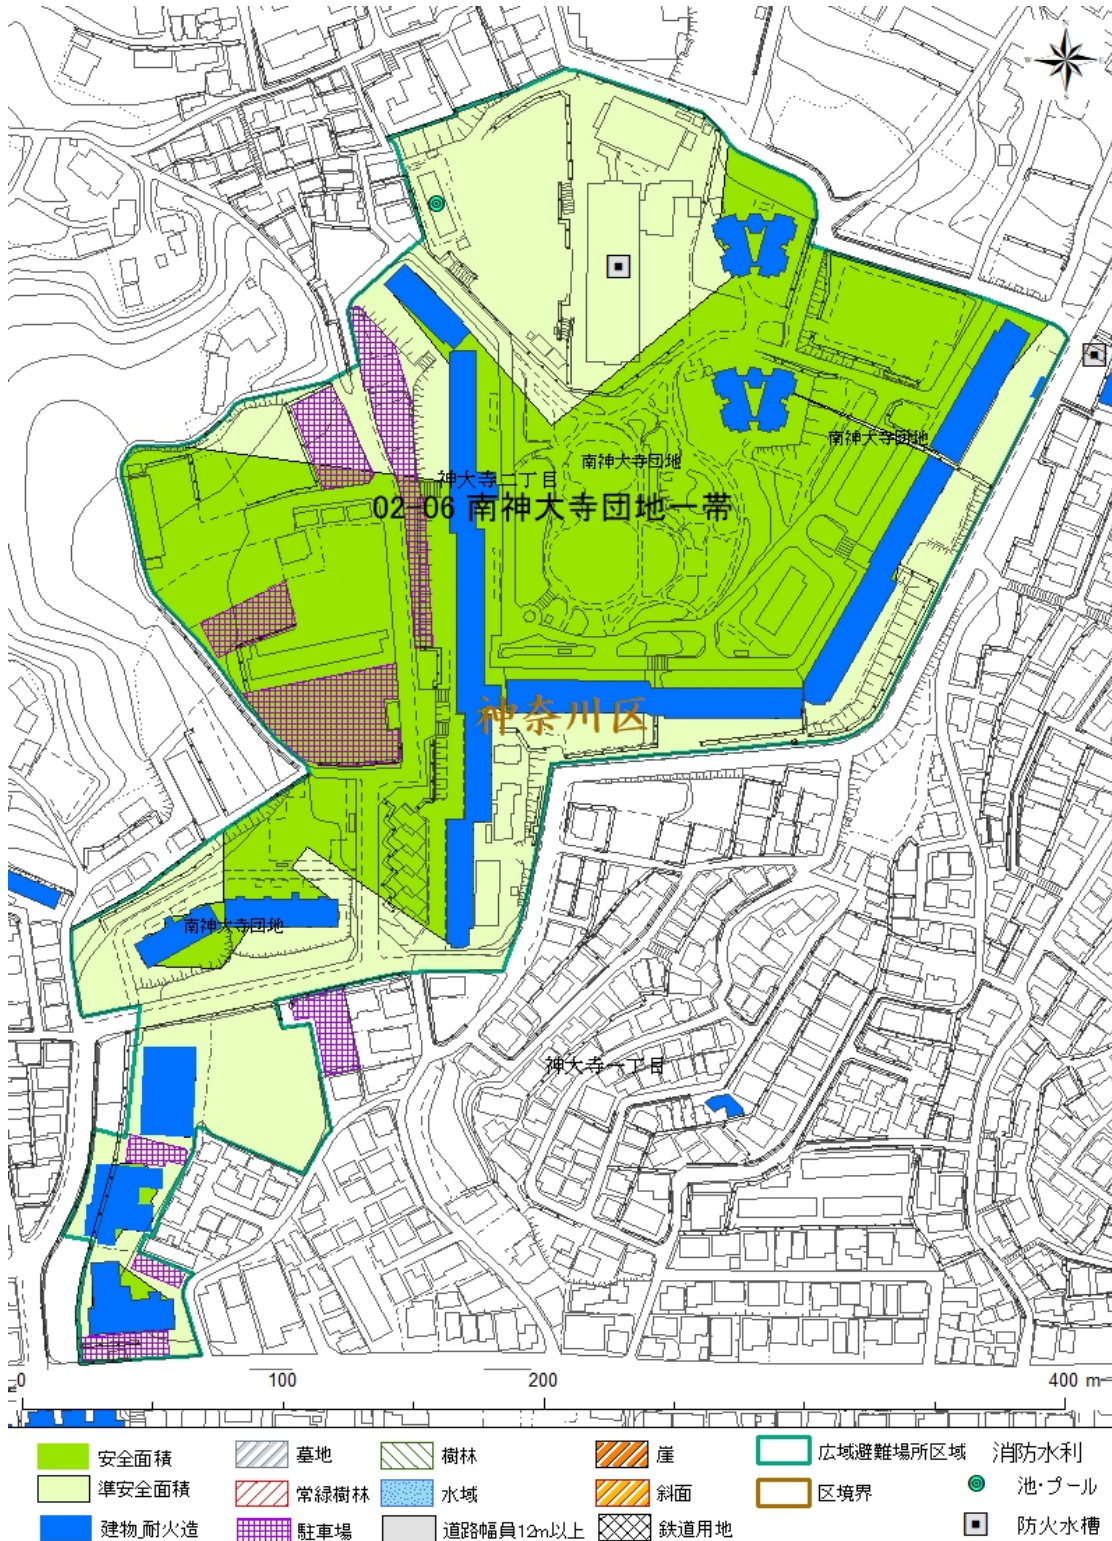 N
W
E
S
南神大寺団地
南神大寺団地
神大寺二丁目
02-06 南神大寺団地一帯
神奈川区
南神大寺団地
神大寺一丁目
0 100 200 400 m
安全面積
墓地
樹林
崖
広域避難場所区域
消防水利
準安全面積
常緑樹林
水域
斜面
区境界
池・プール
建物_耐火造
駐車場
道路幅員12m以上
鉄道用地
防火水槽